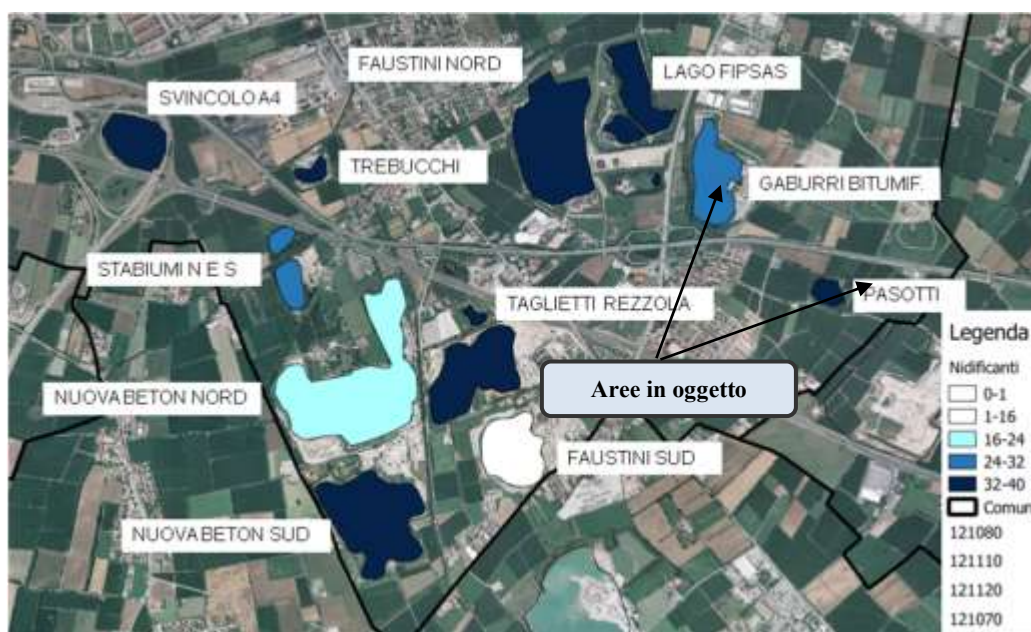 FAUSTINI NORD
LAGO FIPSAS
SVINCOLO A4
TREBUCCHI
GABURRI BITUMIF.
STABIUMI N E S
TAGLIETTI REZZOLA
PASOTTI
Aree in oggetto
NUOVA BETON NORD
FAUSTINI SUD
NUOVA BETON SUD
Legenda
Nidificanti
0-1
1-16
16-24
24-32
32-40
Comun
121080
121110
121120
121070